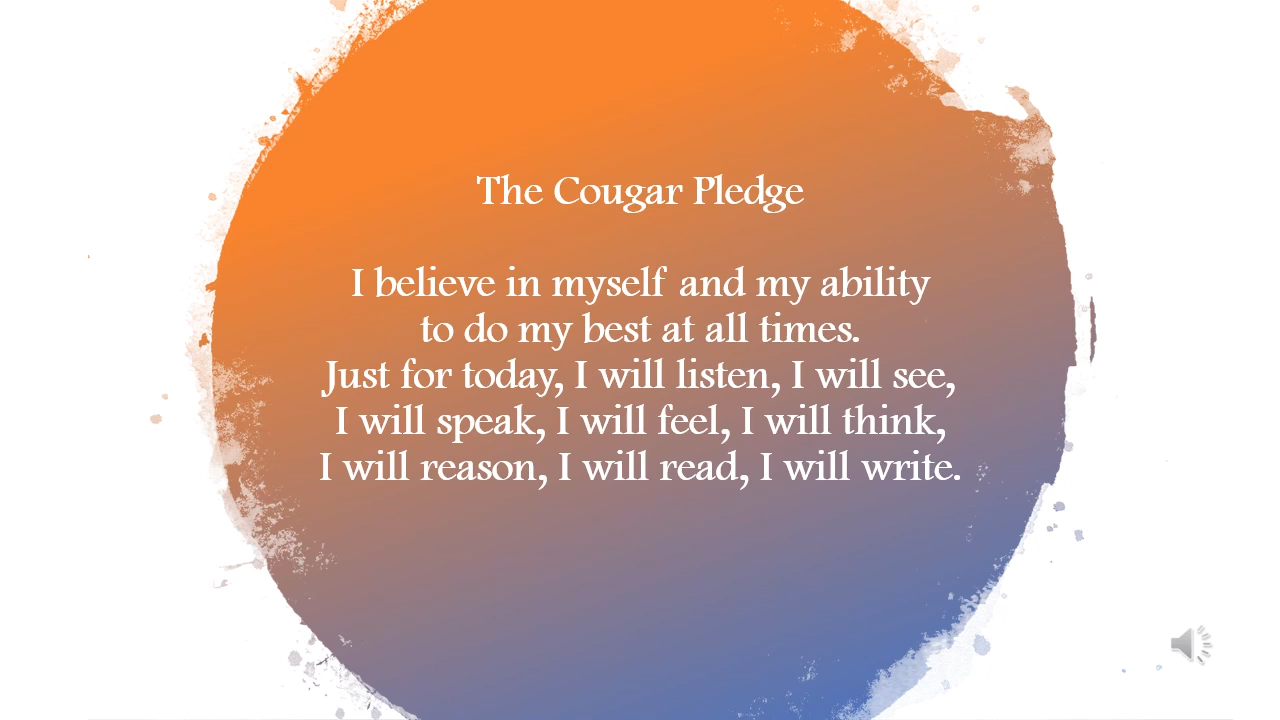 The Cougar Pledge
I believe in myself and my ability
to do my best at all times.
Just for today, I will listen, I will see,
I will speak, I will feel, I will think,
I will reason, I will read, I will write.